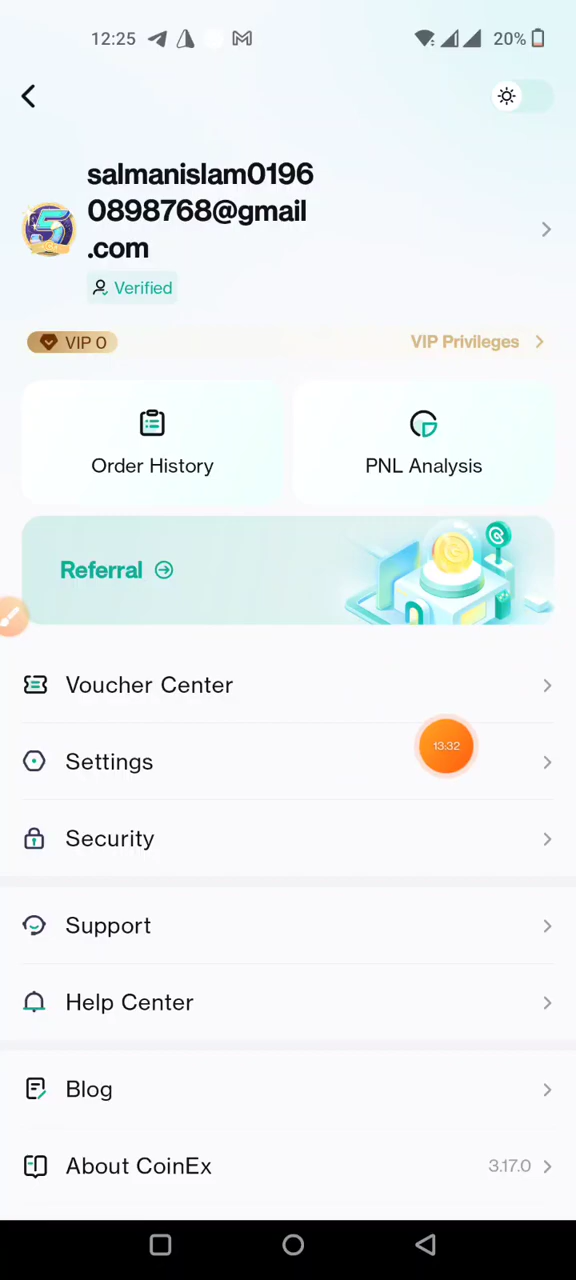 12:25
20%
salmanislam0196
0898768@gmail
.com
Verified
VIP 0
VIP Privileges
Order History
PNL Analysis
Referral
Voucher Center
13:32
Settings
Security
Support
Help Center
Blog
About CoinEx
3.17.0